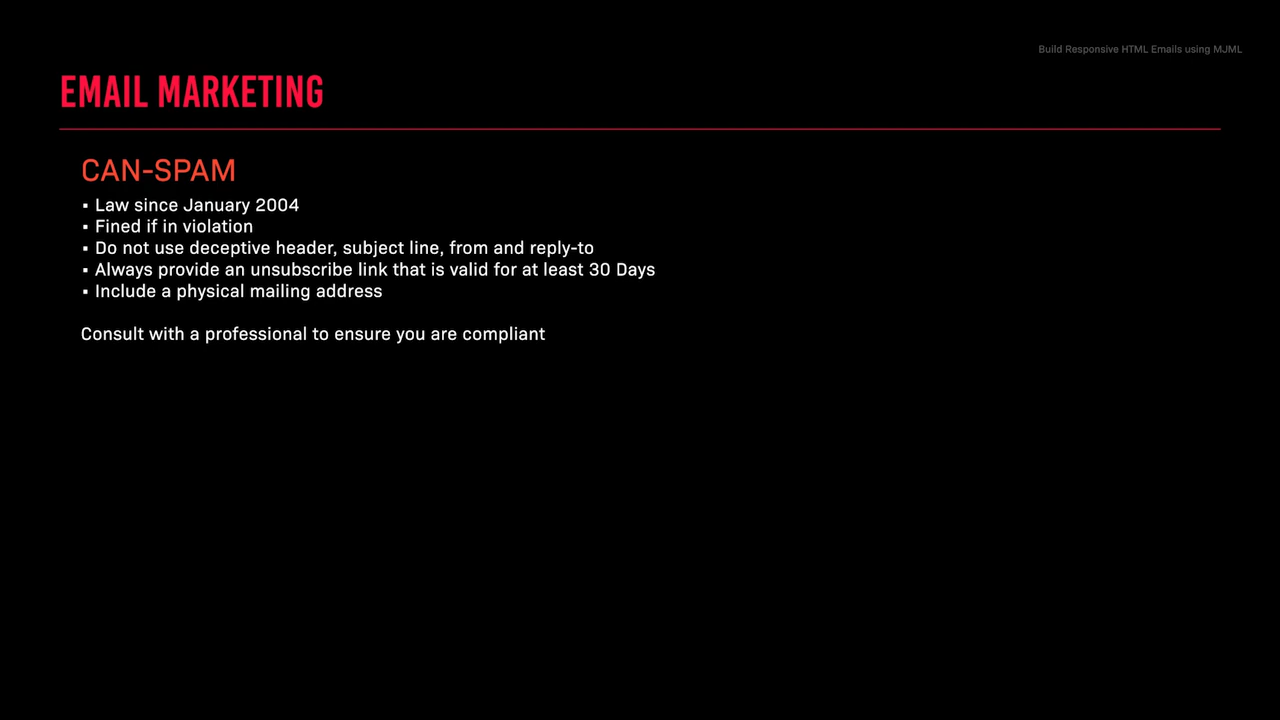 Build Responsive HTML Emails using MJML
EMAIL MARKETING
CAN-SPAM
▪ Law since January 2004
▪ Fined if in violation
▪ Do not use deceptive header, subject line, from and reply-to
▪ Always provide an unsubscribe link that is valid for at least 30 Days
▪ Include a physical mailing address
Consult with a professional to ensure you are compliant